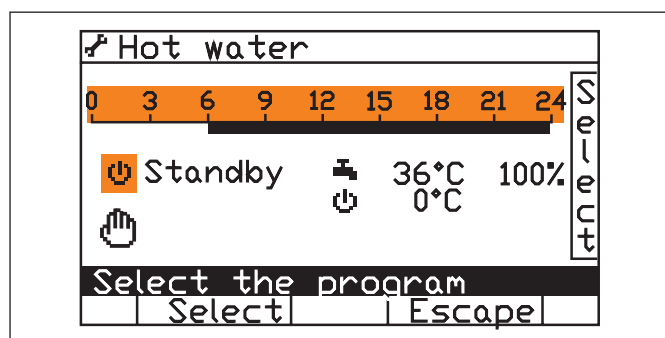 Hot water
0 3 6 9 12 15 18 21 24
Select
Standby 36°C 100%
0°C
Select the program
Select Escape